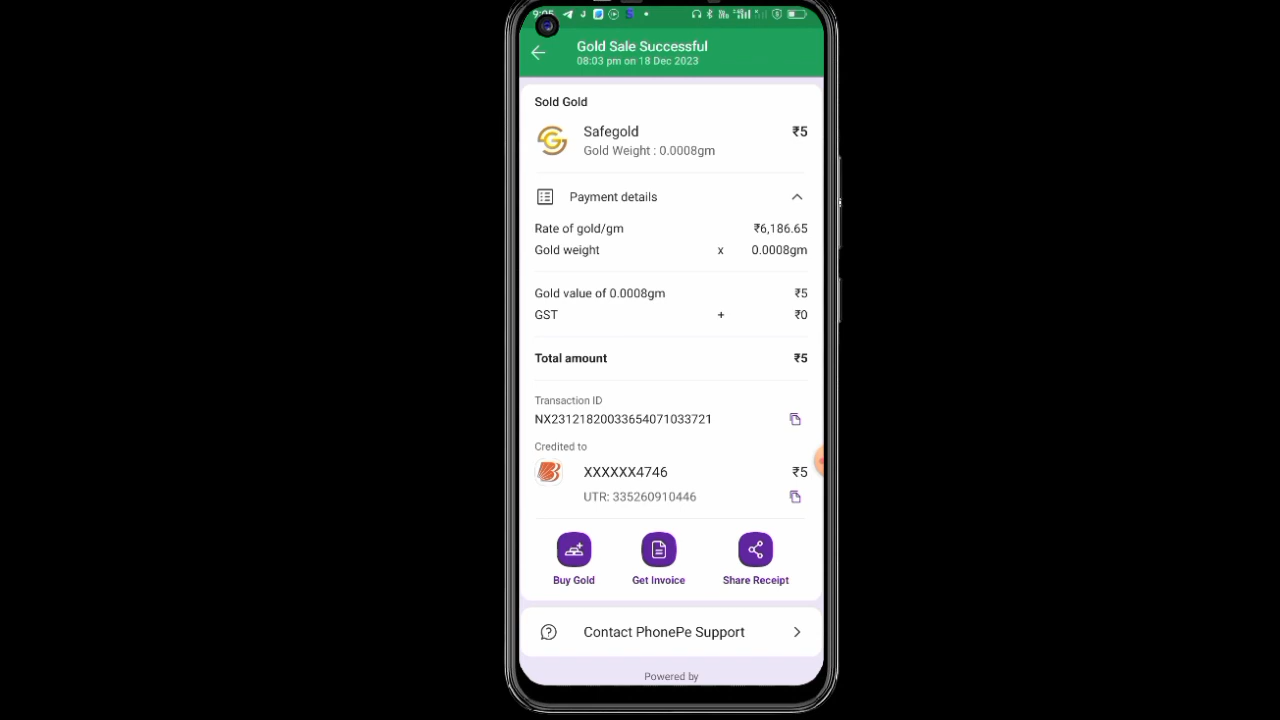 9:05
Gold Sale Successful
08:03 pm on 18 Dec 2023
Sold Gold
Safegold ₹5
Gold Weight : 0.0008gm
Payment details
Rate of gold/gm ₹6,186.65
Gold weight x 0.0008gm
Gold value of 0.0008gm ₹5
GST + ₹0
Total amount ₹5
Transaction ID
NX23121820033654071033721
Credited to
XXXXXX4746 ₹5
UTR: 335260910446
Buy Gold Get Invoice Share Receipt
Contact PhonePe Support
Powered by